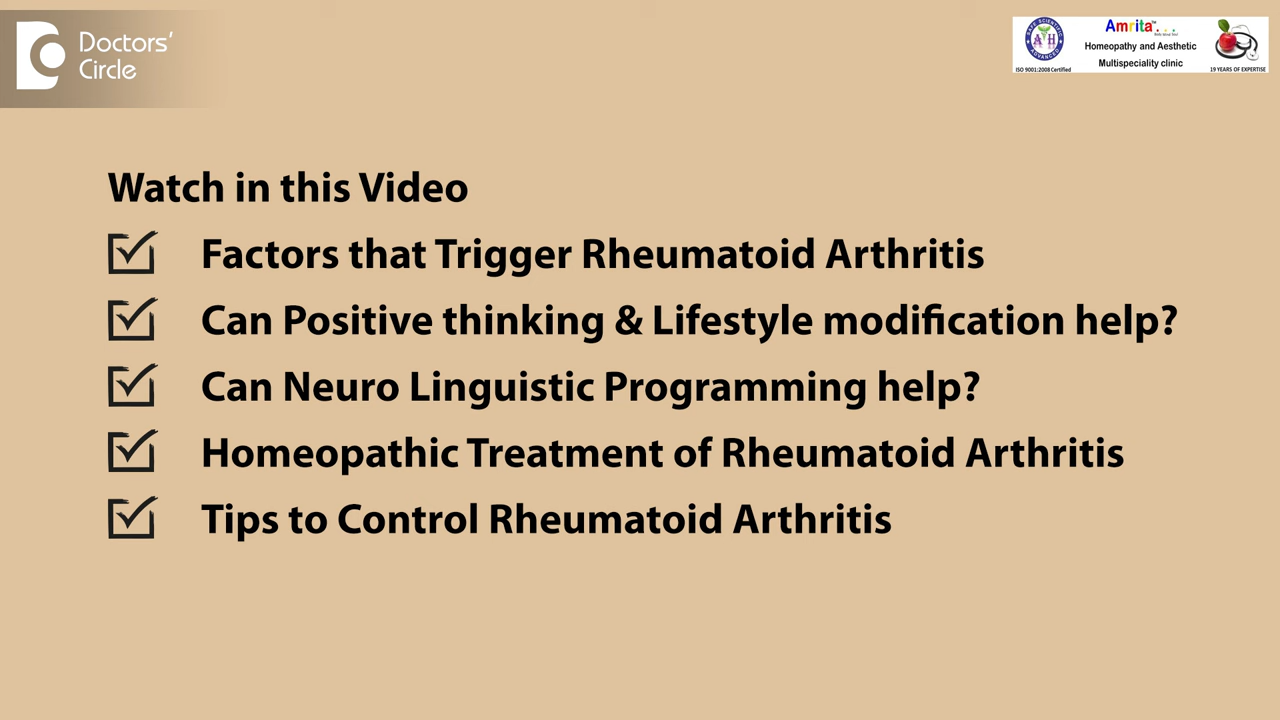 Doctors'
Circle
Amrita...
Homeopathy and Aesthetic
Multispeciality clinic
ISO 9001:2008 Certified
19 YEARS OF EXPERTISE
Watch in this Video
Factors that Trigger Rheumatoid Arthritis
Can Positive thinking & Lifestyle modification help?
Can Neuro Linguistic Programming help?
Homeopathic Treatment of Rheumatoid Arthritis
Tips to Control Rheumatoid Arthritis